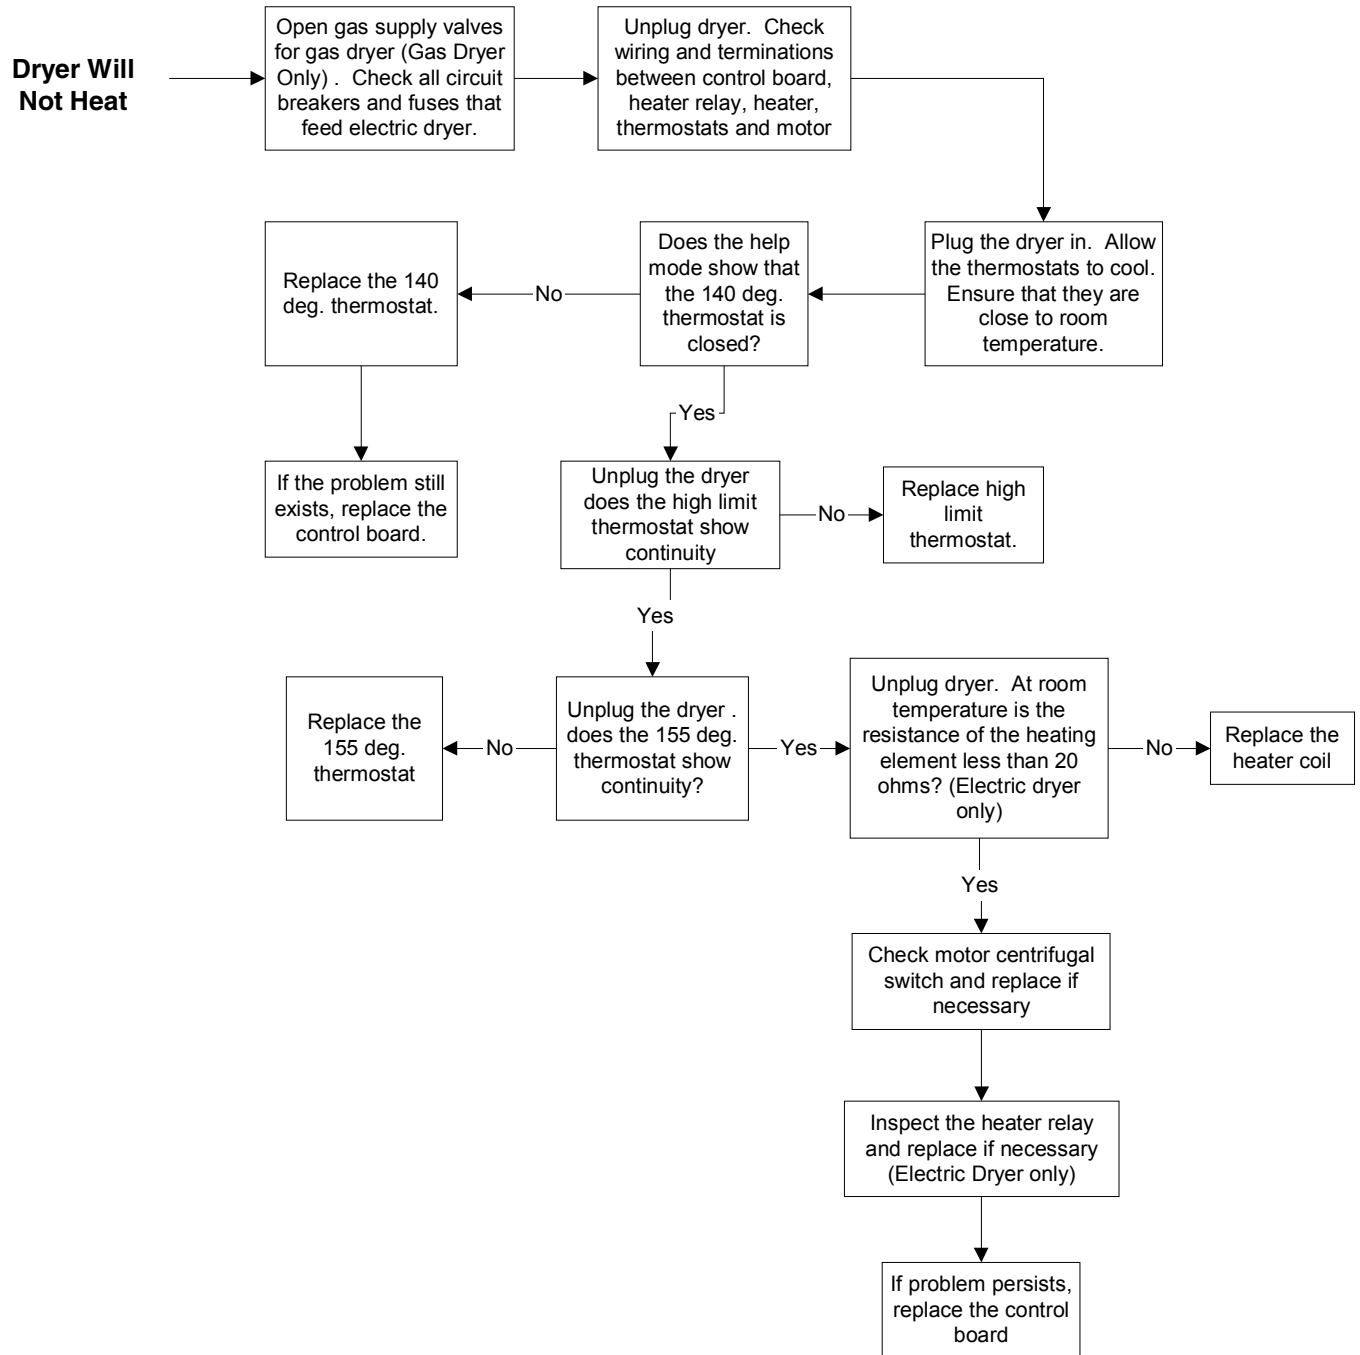 Dryer Will
Not Heat
Open gas supply valves
for gas dryer (Gas Dryer
Only) .  Check all circuit
breakers and fuses that
feed electric dryer.
Unplug dryer.  Check
wiring and terminations
between control board,
heater relay, heater,
thermostats and motor
Plug the dryer in.  Allow
the thermostats to cool.
Ensure that they are
close to room
temperature.
Does the help
mode show that
the 140 deg.
thermostat is
closed?
No
Replace the 140
deg. thermostat.
If the problem still
exists, replace the
control board.
Yes
Unplug the dryer
does the high limit
thermostat show
continuity
No
Replace high
limit
thermostat.
Yes
Unplug the dryer .
does the 155 deg.
thermostat show
continuity?
No
Replace the
155 deg.
thermostat
Yes
Unplug dryer.  At room
temperature is the
resistance of the heating
element less than 20
ohms? (Electric dryer
only)
No
Replace the
heater coil
Yes
Check motor centrifugal
switch and replace if
necessary
Inspect the heater relay
and replace if necessary
(Electric Dryer only)
If problem persists,
replace the control
board